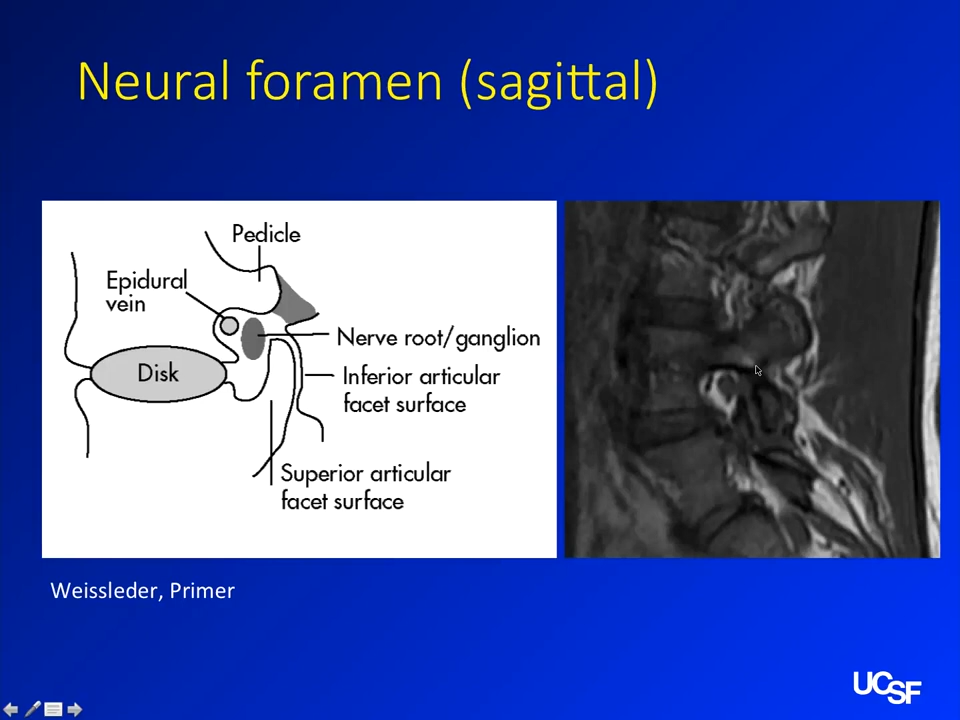 Neural foramen (sagittal)
Pedicle
Epidural
vein
Nerve root/ganglion
Disk
Inferior articular
facet surface
Superior articular
facet surface
Weissleder, Primer
UCSF